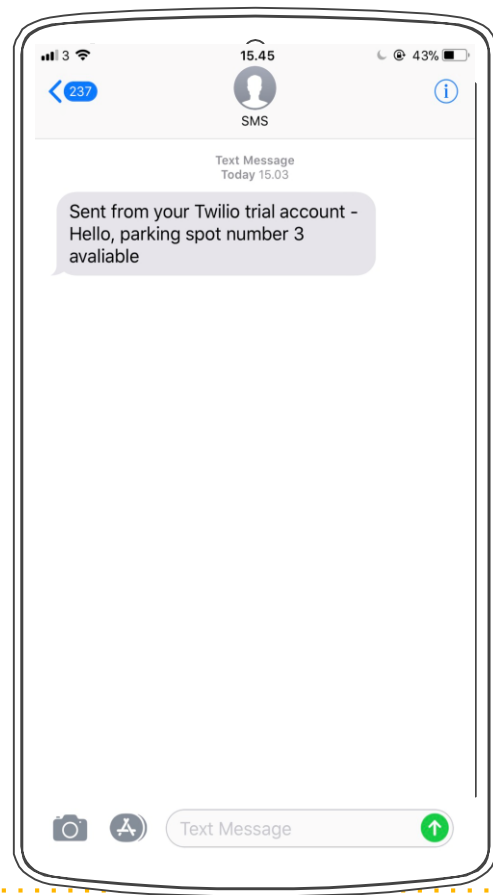 3 15.45 43%
237
SMS
Text Message
Today 15.03
Sent from your Twilio trial account -
Hello, parking spot number 3
avaliable
Text Message